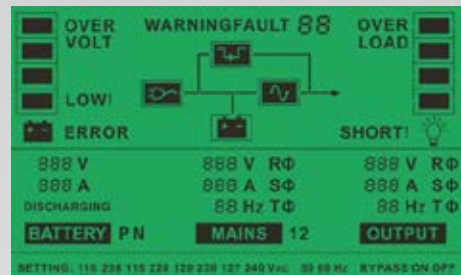 OVER VOLT WARNINGFAULT 88 OVER LOAD
LOW!
ERROR SHORT!
888 V 888 V RΦ 888 V RΦ
888 A 888 A SΦ 888 A SΦ
DISCHARGING 88 Hz TΦ 88 Hz TΦ
BATTERY PN MAINS 12 OUTPUT
SETTING: 110 208 115 220 120 230 127 240 Vac 50 60 Hz BYPASS ON OFF